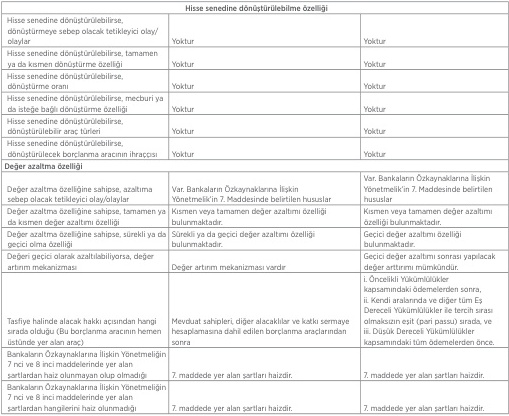 Hisse senedine dönüştürülebilme özelliği
Hisse senedine dönüştürülebilirse,
dönüştürmeye sebep olacak tetikleyici olay/
olaylar
Yoktur
Yoktur
Hisse senedine dönüştürülebilirse, tamamen
ya da kısmen dönüştürme özelliği
Yoktur
Yoktur
Hisse senedine dönüştürülebilirse,
dönüştürme oranı
Yoktur
Yoktur
Hisse senedine dönüştürülebilirse, mecburi ya
da isteğe bağlı dönüştürme özelliği
Yoktur
Yoktur
Hisse senedine dönüştürülebilirse,
dönüştürülebilir araç türleri
Yoktur
Yoktur
Hisse senedine dönüştürülebilirse,
dönüştürülecek borçlanma aracının ihraççısı
Yoktur
Yoktur
Değer azaltma özelliği
Değer azaltma özelliğine sahipse, azaltıma
sebep olacak tetikleyici olay/olaylar
Var. Bankaların Özkaynaklarına İlişkin
Yönetmelik'in 7. Maddesinde belirtilen hususlar
Var. Bankaların Özkaynaklarına İlişkin
Yönetmelik'in 7. Maddesinde belirtilen
hususlar
Değer azaltma özelliğine sahipse, tamamen ya
da kısmen değer azaltımı özelliği
Kısmen veya tamamen değer azaltımı özelliği
bulunmaktadır.
Kısmen veya tamamen değer azaltımı
özelliği bulunmaktadır.
Değer azaltma özelliğine sahipse, sürekli ya da
geçici olma özelliği
Sürekli ya da geçici değer azaltımı özelliği
bulunmaktadır.
Geçici değer azaltımı özelliği
bulunmaktadır.
Değeri geçici olarak azaltılabiliyorsa, değer
artırım mekanizması
Değer artırım mekanizması vardır
Geçici değer azaltımı sonrası yapılacak
değer arttırımı mümkündür.
Tasfiye halinde alacak hakkı açısından hangi
sırada olduğu (Bu borçlanma aracının hemen
üstünde yer alan araç)
Mevduat sahipleri, diğer alacaklılar ve katkı sermaye
hesaplamasına dahil edilen borçlanma araçlarından
sonra
i. Öncelikli Yükümlülükler
kapsamındaki ödemelerden sonra,
ii. Kendi aralarında ve diğer tüm Eş
Dereceli Yükümlülükler ile tercih sırası
olmaksızın eşit (pari passu) sırada, ve
iii. Düşük Dereceli Yükümlülükler
kapsamındaki tüm ödemelerden önce.
Bankaların Özkaynaklarına İlişkin Yönetmeliğin
7 nci ve 8 inci maddelerinde yer alan
şartlardan haiz olunmayan olup olmadığı
7. maddede yer alan şartları haizdir.
7. maddede yer alan şartları haizdir.
Bankaların Özkaynaklarına İlişkin Yönetmeliğin
7 nci ve 8 inci maddelerinde yer alan
şartlardan hangilerini haiz olunmadığı
7. maddede yer alan şartları haizdir.
7. maddede yer alan şartları haizdir.